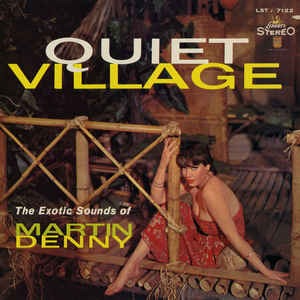 LST - 7122
STEREO
QUIET
VILLAGE
The Exotic Sounds of
MARTIN
DENNY